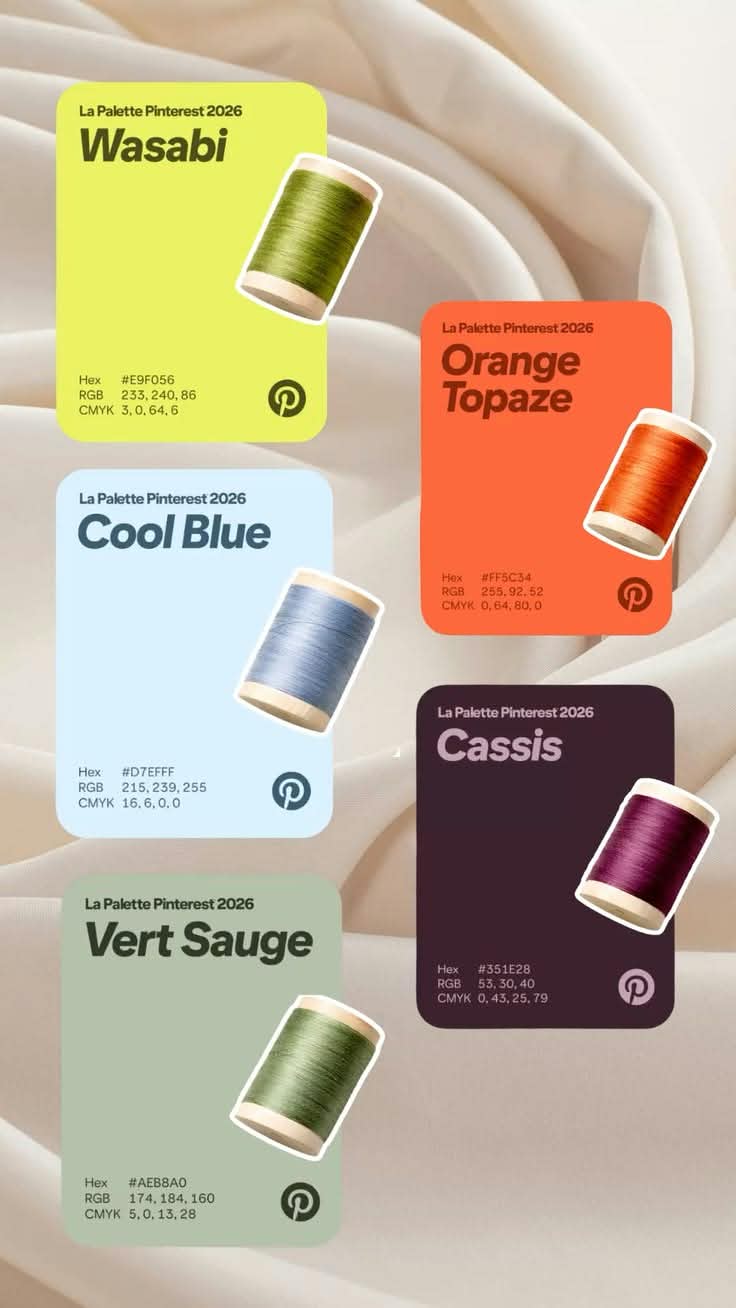 La Palette Pinterest 2026
Wasabi
Hex #E9F056
RGB 233, 240, 86
CMYK 3, 0, 64, 6
La Palette Pinterest 2026
Orange
Topaze
Hex #FF5C34
RGB 255, 92, 52
CMYK 0, 64, 80, 0
La Palette Pinterest 2026
Cool Blue
Hex #D7EFFF
RGB 215, 239, 255
CMYK 16, 6, 0, 0
La Palette Pinterest 2026
Cassis
Hex #351E28
RGB 53, 30, 40
CMYK 0, 43, 25, 79
La Palette Pinterest 2026
Vert Sauge
Hex #AEB8A0
RGB 174, 184, 160
CMYK 5, 0, 13, 28